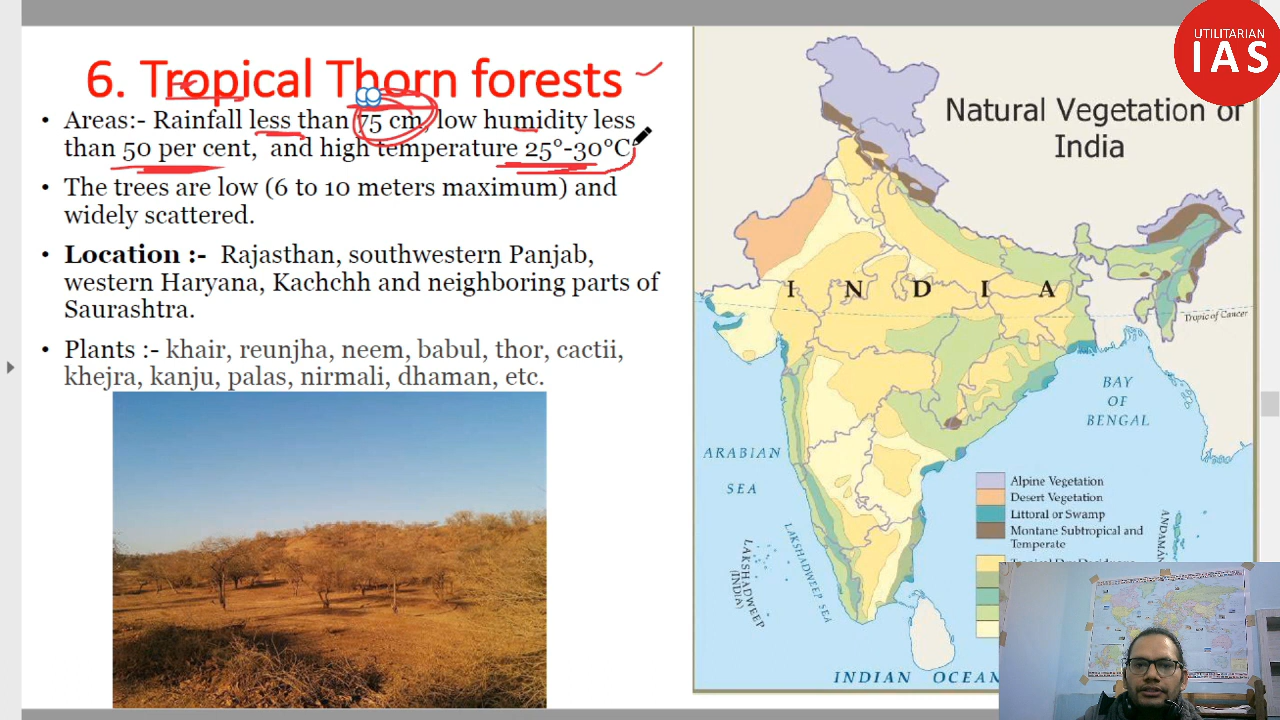 6. Tropical Thorn forests
• Areas:- Rainfall less than 75 cm, low humidity less
than 50 per cent, and high temperature 25°-30°C,
• The trees are low (6 to 10 meters maximum) and
widely scattered.
• Location :- Rajasthan, southwestern Panjab,
western Haryana, Kachchh and neighboring parts of
Saurashtra.
• Plants :- khair, reunjha, neem, babul, thor, cactii,
khejra, kanju, palas, nirmali, dhaman, etc.
UTILITARIAN
IAS
Natural Vegetation of
India
I N D I A
Tropic of Cancer
BAY
OF
BENGAL
ARABIAN
SEA
LAKSHADWEEP
(INDIA)
LAKSHADWEEP SEA
INDIAN OCEAN
Alpine Vegetation
Desert Vegetation
Littoral or Swamp
Montane Subtropical and
Temperate
ANDAMAN